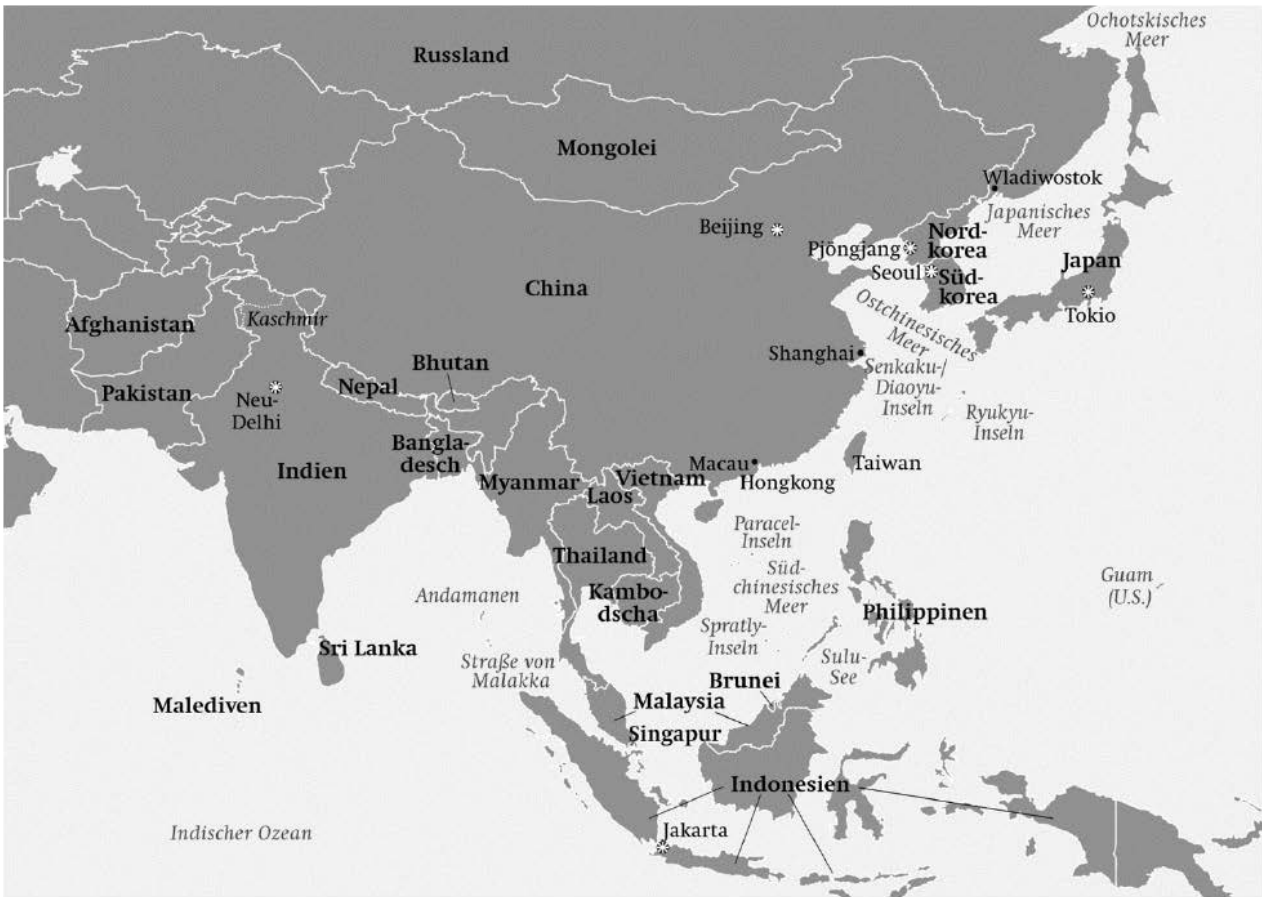 Ochotskisches
Meer
Russland
Mongolei
Wladiwostok
Japanisches
Meer
Beijing
Nord-
korea
Pjöngjang
Seoul
Süd-
korea
Japan
Tokio
China
Kaschmir
Afghanistan
Ostchinesisches
Meer
Shanghai
Senkaku-/
Diaoyu-
Inseln
Ryukyu-
Inseln
Bhutan
Nepal
Pakistan
Neu-
Delhi
Bangla-
desch
Indien
Myanmar
Vietnam
Laos
Macau
Hongkong
Taiwan
Paracel-
Inseln
Thailand
Süd-
chinesisches
Meer
Guam
(U.S.)
Andamanen
Kambo-
dscha
Philippinen
Spratly-
Inseln
Sri Lanka
Straße von
Malakka
Sulu-
See
Brunei
Malediven
Malaysia
Singapur
Indonesien
Indischer Ozean
Jakarta